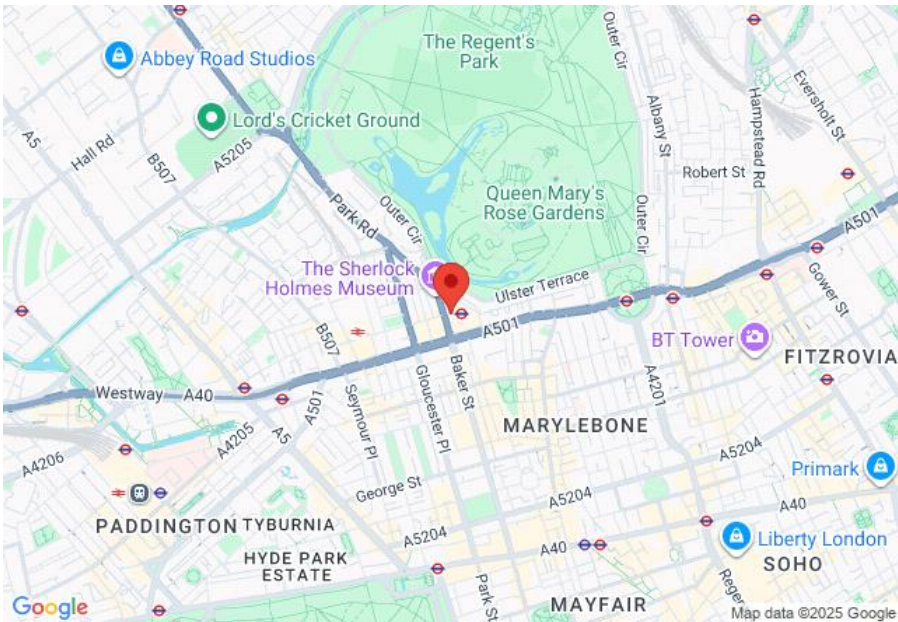 The Regent's
Park
Outer Cir
Abbey Road Studios
Eversholt St
Hampstead Rd
Albany St
Lord's Cricket Ground
A5
Hall Rd
A5205
B507
Robert St
Queen Mary's
Rose Gardens
Outer Cir
Outer Cir
Park Rd
A501
The Sherlock
Holmes Museum
Ulster Terrace
Gower St
A501
B507
BT Tower
FITZROVIA
Westway
A40
A501
Seymour Pl
Gloucester Pl
Baker St
A4201
A5
A4205
A4206
MARYLEBONE
A5204
Primark
George St
A5204
A40
PADDINGTON
TYBURNIA
A5204
A40
Liberty London
HYDE PARK
ESTATE
SOHO
Park St
Regen
MAYFAIR
Google
Map data ©2025 Google